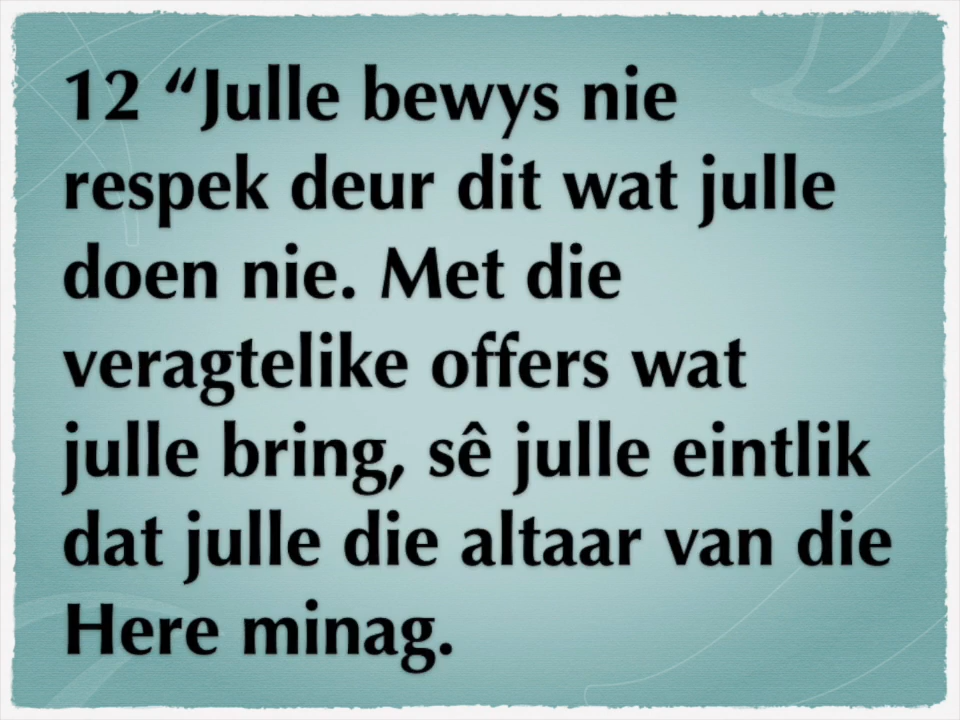 12 “Julle bewys nie
respek deur dit wat julle
doen nie. Met die
veragtelike offers wat
julle bring, sê julle eintlik
dat julle die altaar van die
Here minag.